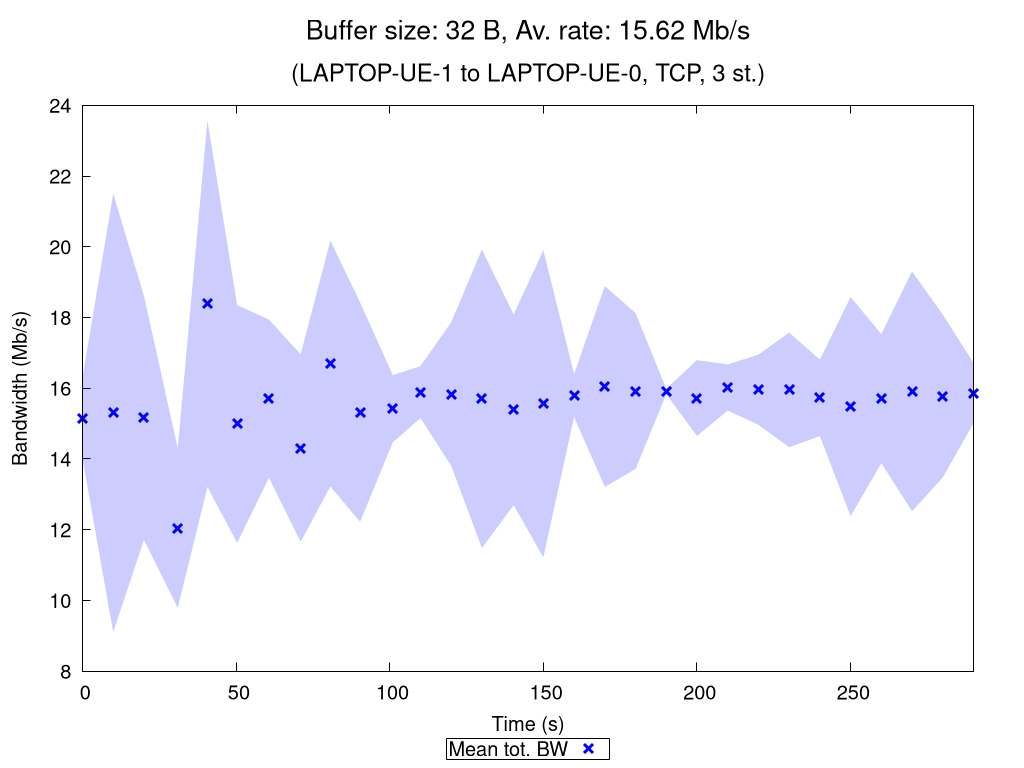 Buffer size: 32 B, Av. rate: 15.62 Mb/s
(LAPTOP-UE-1 to LAPTOP-UE-0, TCP, 3 st.)
24
22
20
18
16
14
12
10
8
Bandwidth (Mb/s)
0 50 100 150 200 250
Time (s)
Mean tot. BW